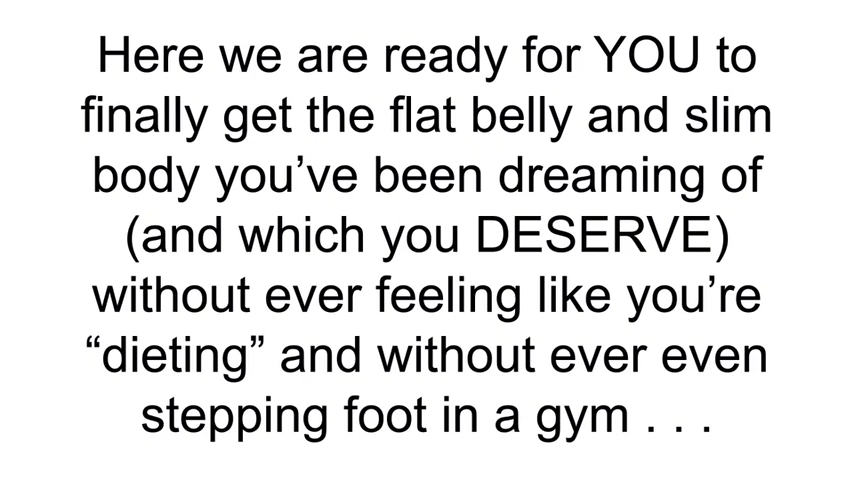 Here we are ready for YOU to
finally get the flat belly and slim
body you’ve been dreaming of
(and which you DESERVE)
without ever feeling like you’re
“dieting” and without ever even
stepping foot in a gym . . .